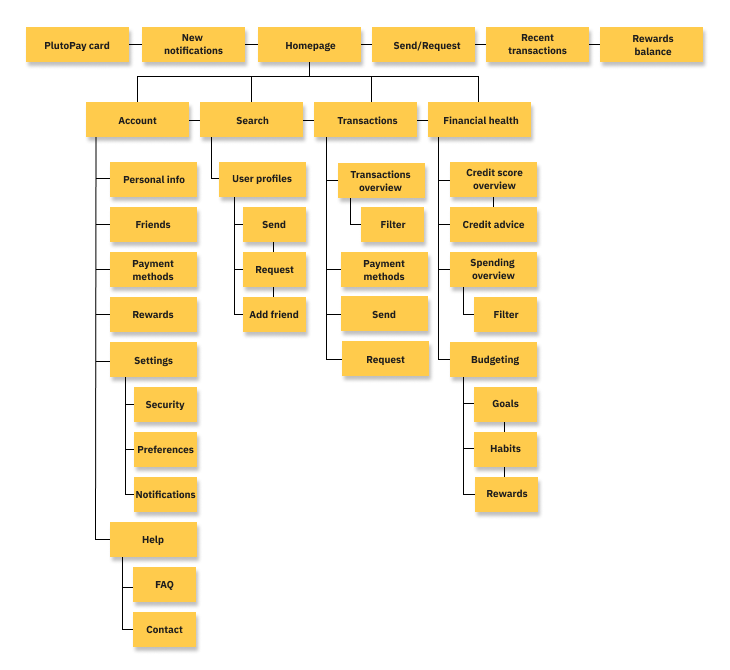 PlutoPay card
New
notifications
Homepage
Send/Request
Recent
transactions
Rewards
balance
Account
Search
Transactions
Financial health
Personal info
Friends
Payment
methods
Rewards
Settings
Security
Preferences
Notifications
Help
FAQ
Contact
User profiles
Send
Request
Add friend
Transactions
overview
Filter
Payment
methods
Send
Request
Credit score
overview
Credit advice
Spending
overview
Filter
Budgeting
Goals
Habits
Rewards